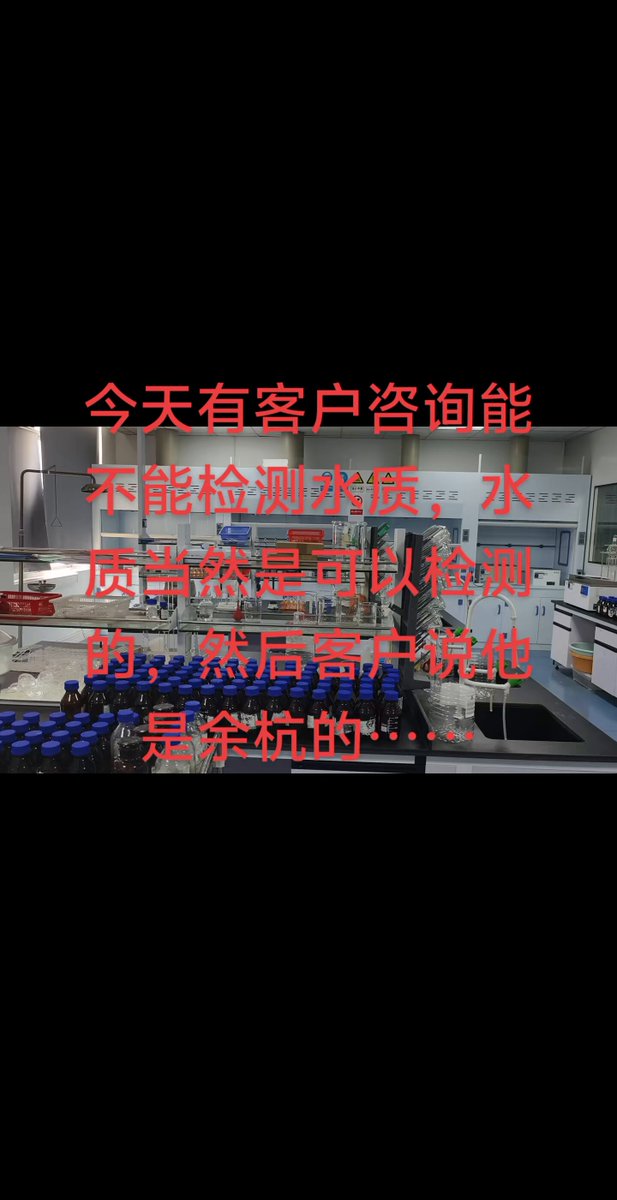 今天有客户咨询能
不能检测水质，水
质当然是可以检测
的，然后客户说他
是余杭的……